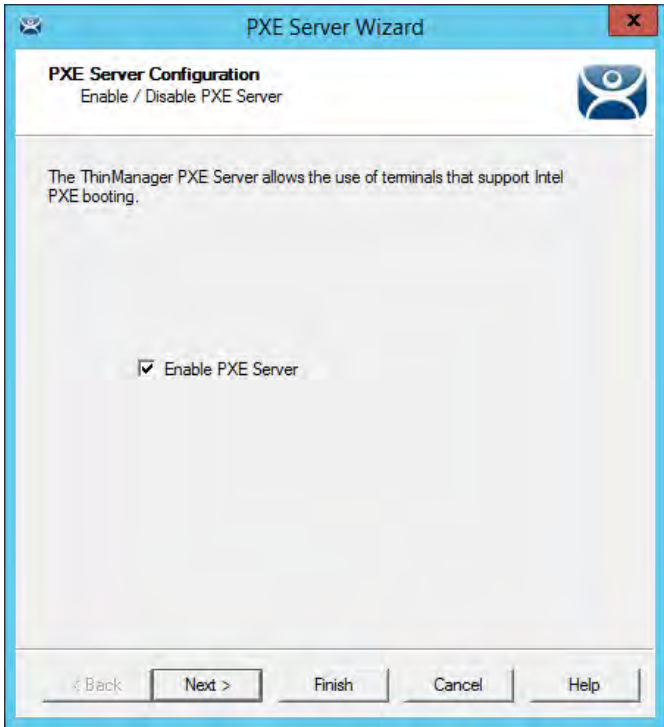 PXE Server Wizard
x
PXE Server Configuration
Enable / Disable PXE Server
The ThinManager PXE Server allows the use of terminals that support Intel
PXE booting.
Enable PXE Server
< Back
Next >
Finish
Cancel
Help